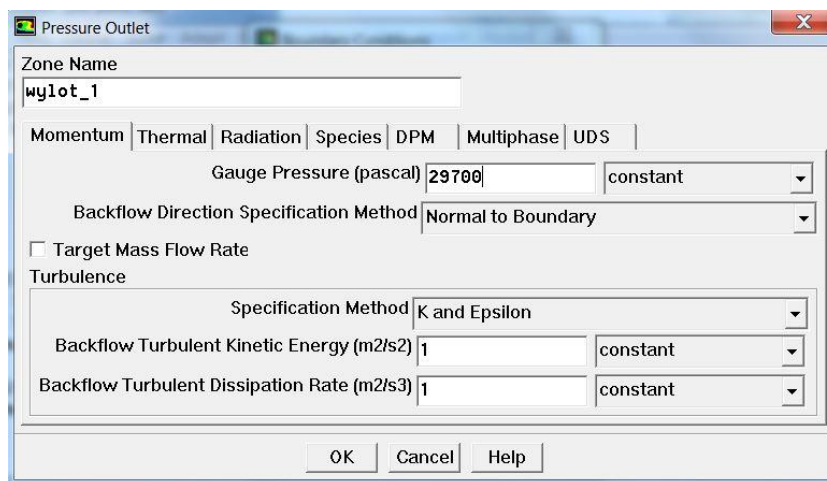 Pressure Outlet
Zone Name
wylot_1
Momentum Thermal Radiation Species DPM Multiphase UDS
Gauge Pressure (pascal) 29700 constant
Backflow Direction Specification Method Normal to Boundary
Target Mass Flow Rate
Turbulence
Specification Method K and Epsilon
Backflow Turbulent Kinetic Energy (m2/s2) 1 constant
Backflow Turbulent Dissipation Rate (m2/s3) 1 constant
OK Cancel Help